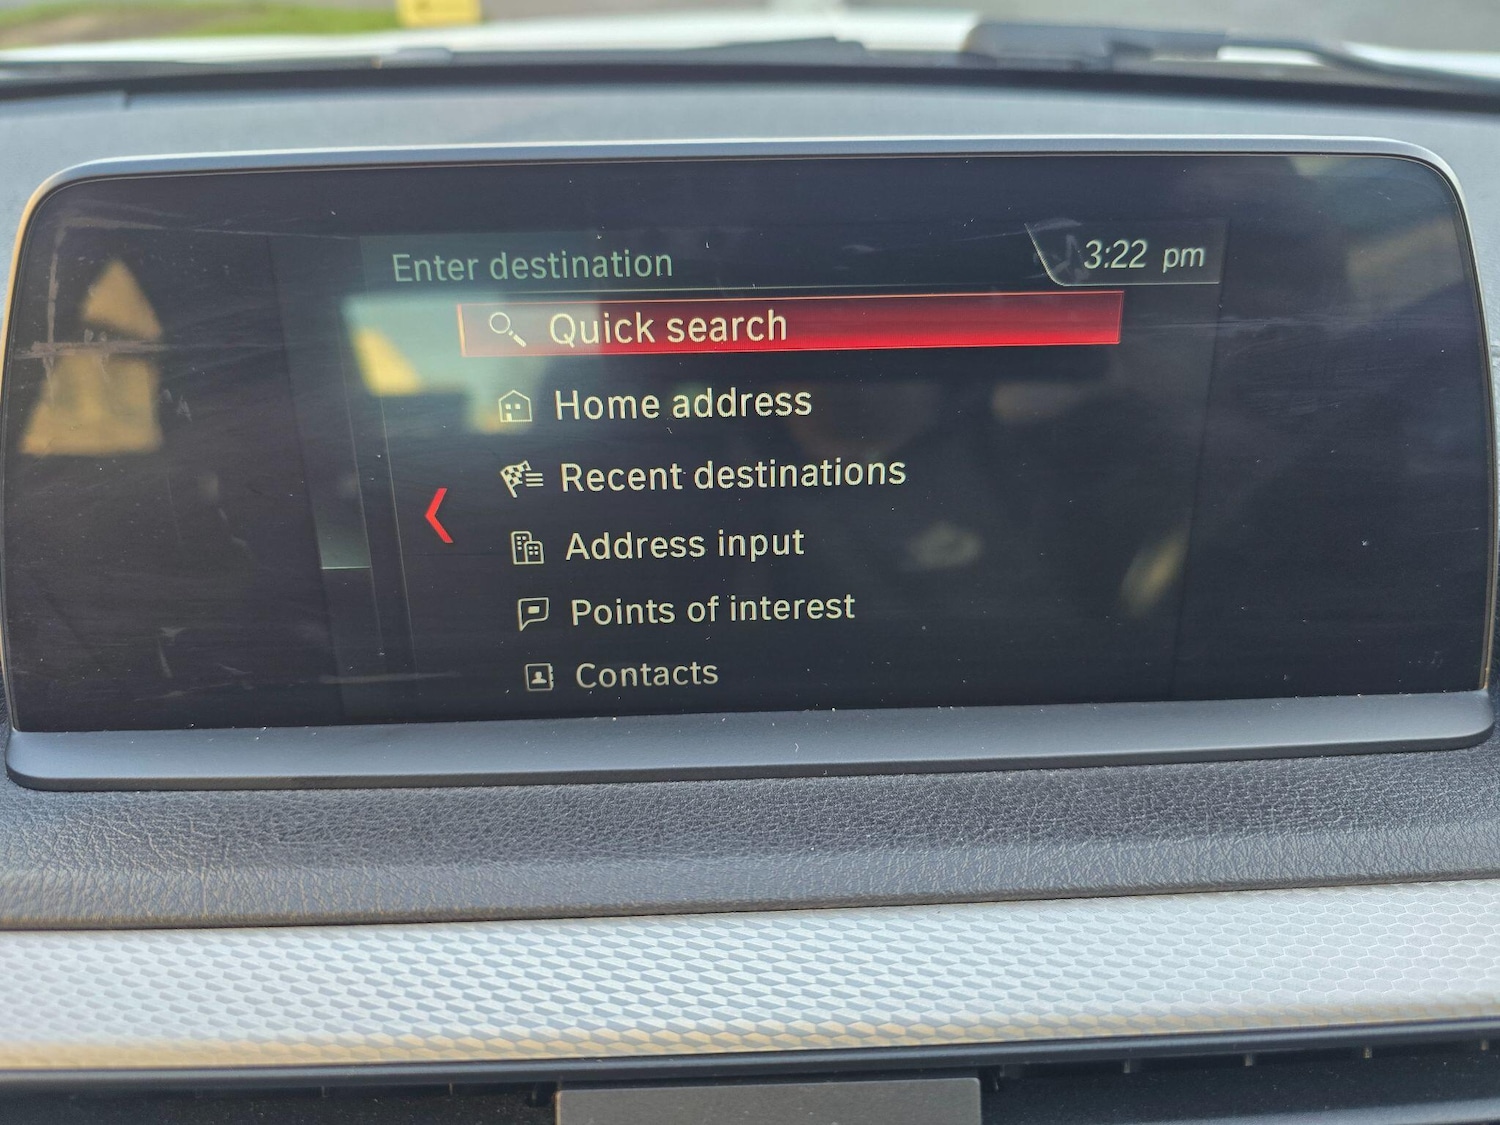 Enter destination
3:22 pm
Quick search
Home address
Recent destinations
Address input
Points of interest
Contacts